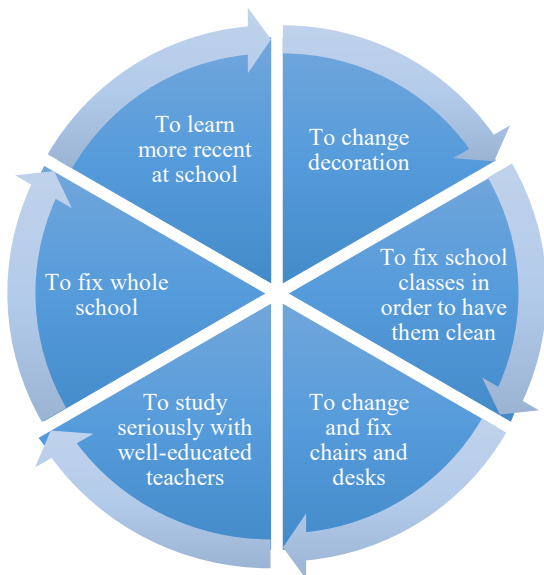 To change
decoration
To fix school
classes in
order to have
them clean
To change
and fix
chairs and
desks
To study
seriously with
well-educated
teachers
To fix whole
school
To learn
more recent
at school